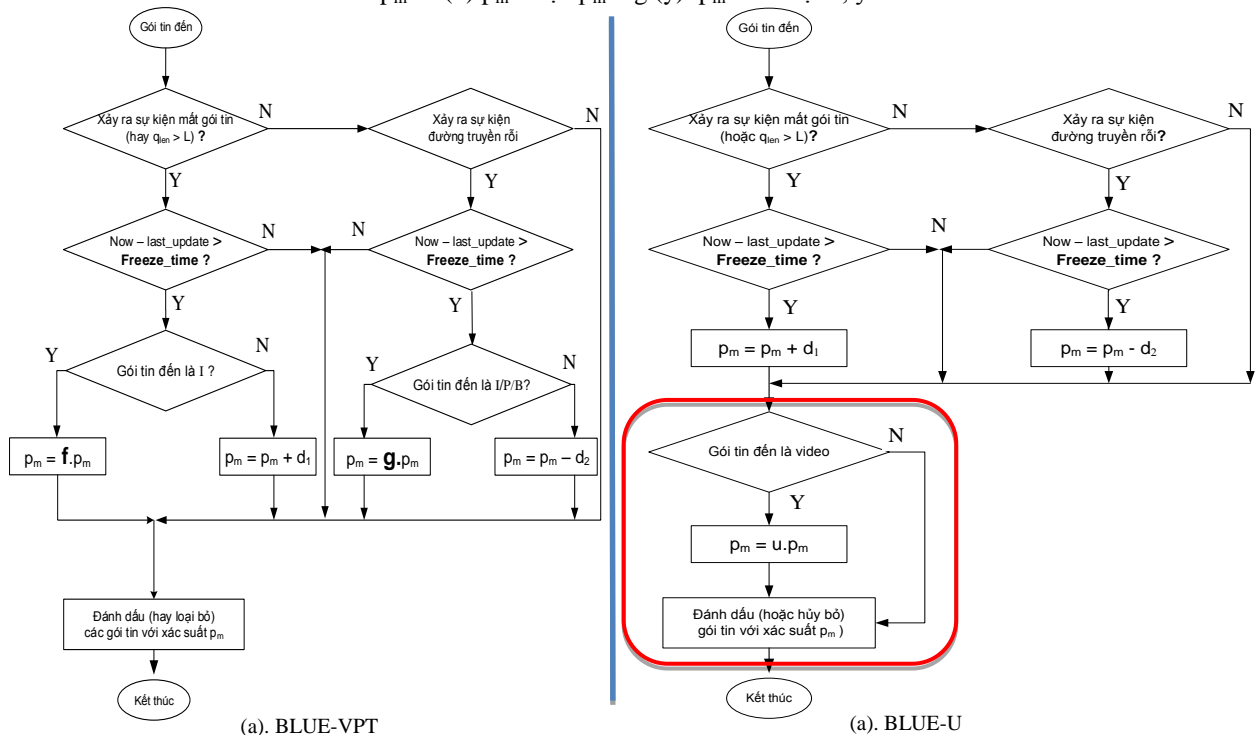 Gói tin đến
Xảy ra sự kiện mất gói tin
(hay qlen > L) ?
N
Xảy ra sự kiện
đường truyền rỗi
N
Y
Y
Now – last_update >
Freeze_time ?
N
N
Now – last_update >
Freeze_time ?
Y
Y
Y
Gói tin đến là I ?
N
Y
Gói tin đến là I/P/B?
N
pm = f.pm
pm = pm + d1
pm = g.pm
pm = pm – d2
Đánh dấu (hay loại bỏ)
các gói tin với xác suất pm
Kết thúc
(a). BLUE-VPT
Gói tin đến
Xảy ra sự kiện mất gói tin
(hoặc qlen > L)?
N
Xảy ra sự kiện
đường truyền rỗi?
N
Y
Y
Now – last_update >
Freeze_time ?
N
Now – last_update >
Freeze_time ?
Y
Y
pm = pm + d1
pm = pm - d2
Gói tin đến là video
N
Y
pm = u.pm
Đánh dấu (hoặc hủy bỏ)
gói tin với xác suất pm )
Kết thúc
(a). BLUE-U